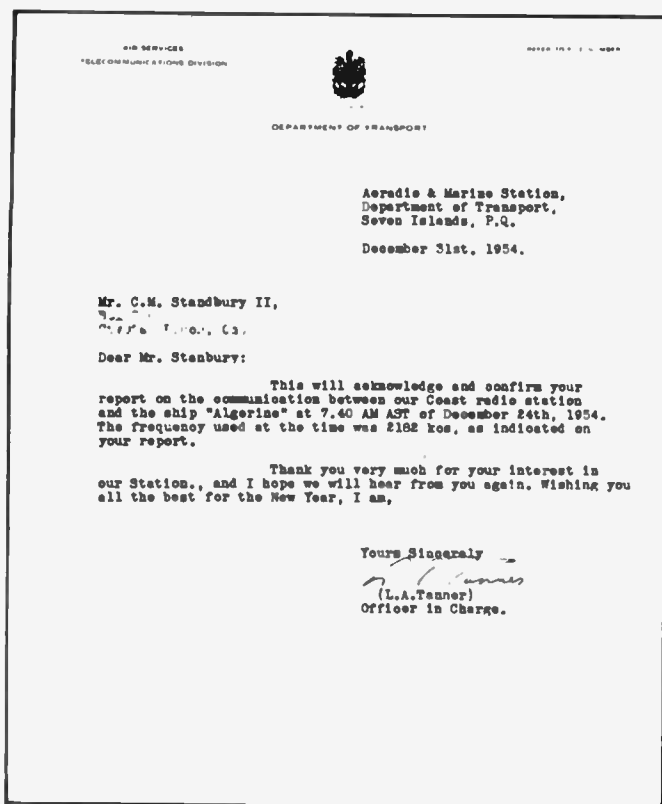 AIR SERVICES
TELECOMMUNICATIONS DIVISION
DEPARTMENT OF TRANSPORT
Aeradio & Marine Station,
Department of Transport,
Seven Islands, P.Q.
December 31st, 1954.
Mr. C.M. Standbury II,
Dear Mr. Stanbury:
This will acknowledge and confirm your
report on the communication between our Coast radio station
and the ship "Algerine" at 7.40 AM AST of December 24th, 1954.
The frequency used at the time was 2182 kcs, as indicated on
your report.
Thank you very much for your interest in
our Station., and I hope we will hear from you again. Wishing you
all the best for the New Year, I am,
Yours Sincerely
(L.A.Tanner)
Officer in Charge.